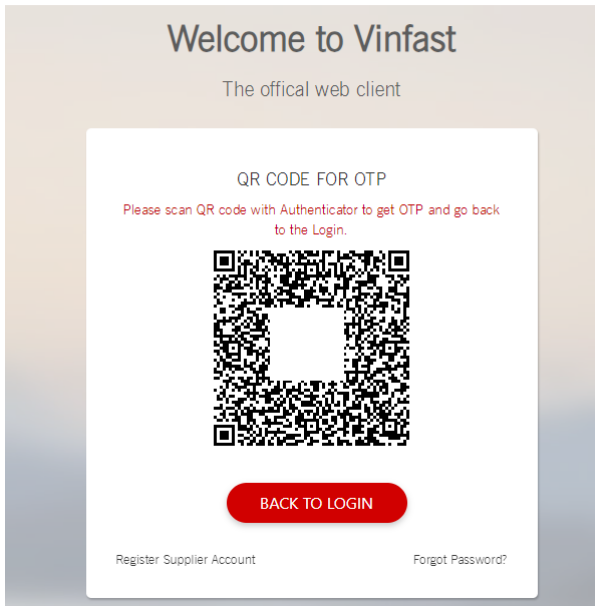 Welcome to Vinfast
The offical web client
QR CODE FOR OTP
Please scan QR code with Authenticator to get OTP and go back
to the Login.
BACK TO LOGIN
Register Supplier Account
Forgot Password?